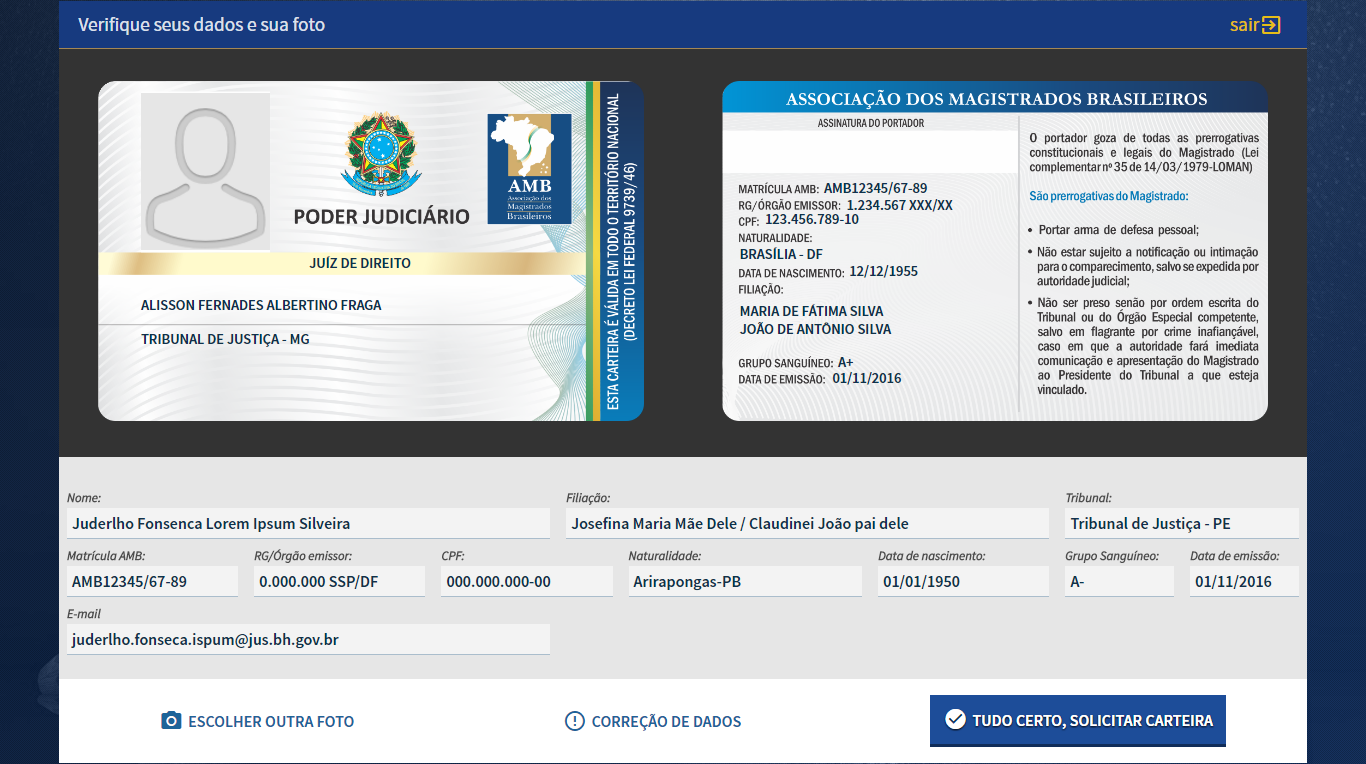 Verifique seus dados e sua foto
sair
PODER JUDICIÁRIO
AMB
Associação dos
Magistrados
Brasileiros
JUÍZ DE DIREITO
ALISSON FERNADES ALBERTINO FRAGA
TRIBUNAL DE JUSTIÇA - MG
ESTA CARTEIRA É VÁLIDA EM TODO O TERRITÓRIO NACIONAL
(DECRETO LEI FEDERAL 9739/46)
ASSOCIAÇÃO DOS MAGISTRADOS BRASILEIROS
ASSINATURA DO PORTADOR
MATRÍCULA AMB: AMB12345/67-89
RG/ÓRGÃO EMISSOR: 1.234.567 XXX/XX
CPF: 123.456.789-10
NATURALIDADE:
BRASÍLIA - DF
DATA DE NASCIMENTO: 12/12/1955
FILIAÇÃO:
MARIA DE FÁTIMA SILVA
JOÃO DE ANTÔNIO SILVA
GRUPO SANGUÍNEO: A+
DATA DE EMISSÃO: 01/11/2016
O portador goza de todas as prerrogativas
constitucionais e legais do Magistrado (Lei
complementar nº 35 de 14/03/1979-LOMAN)
São prerrogativas do Magistrado:
• Portar arma de defesa pessoal;
• Não estar sujeito a notificação ou intimação
para o comparecimento, salvo se expedida por
autoridade judicial;
• Não ser preso senão por ordem escrita do
Tribunal ou do Órgão Especial competente,
salvo em flagrante por crime inafiançável,
caso em que a autoridade fará imediata
comunicação e apresentação do Magistrado
ao Presidente do Tribunal a que esteja
vinculado.
Nome:
Filiação:
Tribunal:
Juderlho Fonsenca Lorem Ipsum Silveira
Josefina Maria Mãe Dele / Claudinei João pai dele
Tribunal de Justiça - PE
Matrícula AMB:
RG/Órgão emissor:
CPF:
Naturalidade:
Data de nascimento:
Grupo Sanguíneo:
Data de emissão:
AMB12345/67-89
0.000.000 SSP/DF
000.000.000-00
Arirapongas-PB
01/01/1950
A-
01/11/2016
E-mail
juderlho.fonseca.ispum@jus.bh.gov.br
ESCOLHER OUTRA FOTO
CORREÇÃO DE DADOS
TUDO CERTO, SOLICITAR CARTEIRA